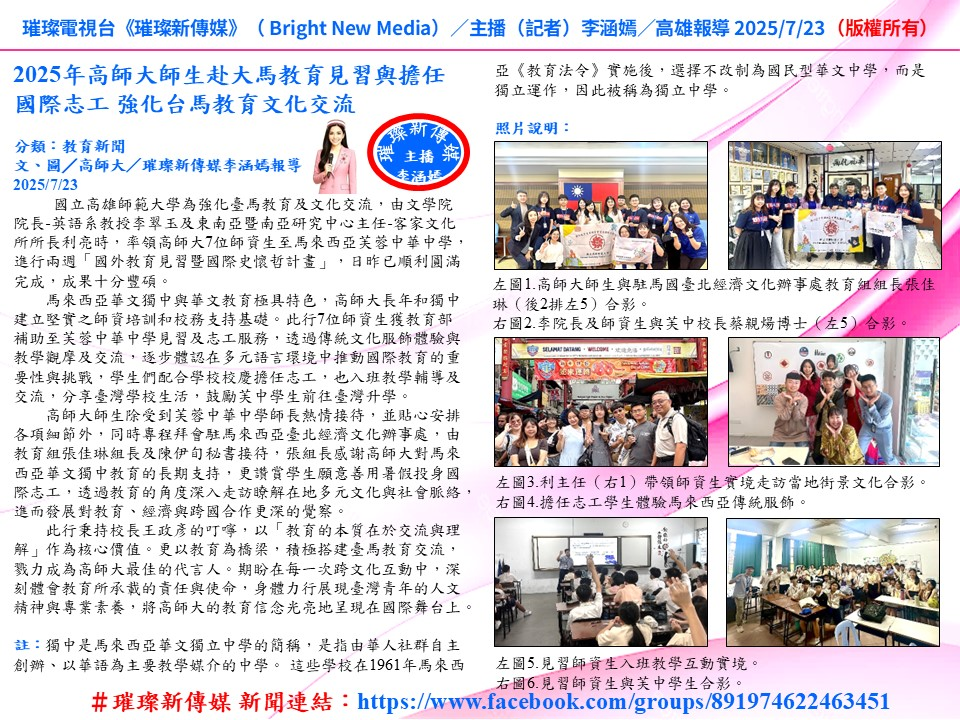 璀璨電視台《璀璨新傳媒》（ Bright New Media）／主播（記者）李涵嫣／高雄報導 2025/7/23（版權所有）
2025年高師大師生赴大馬教育見習與擔任
國際志工 強化台馬教育文化交流
分類：教育新聞
文、圖／高師大／璀璨新傳媒李涵嫣報導
2025/7/23
璀璨新傳媒
主播
李涵嫣
國立高雄師範大學為強化臺馬教育及文化交流，由文學院
院長-英語系教授李翠玉及東南亞暨南亞研究中心主任-客家文化
所所長利亮時，率領高師大7位師資生至馬來西亞芙蓉中華中學，
進行兩週「國外教育見習暨國際史懷哲計畫」，日昨已順利圓滿
完成，成果十分豐碩。
馬來西亞華文獨中與華文教育極具特色，高師大長年和獨中
建立堅實之師資培訓和校務支持基礎。此行7位師資生獲教育部
補助至芙蓉中華中學見習及志工服務，透過傳統文化服飾體驗與
教學觀摩及交流，逐步體認在多元語言環境中推動國際教育的重
要性與挑戰，學生們配合學校校慶擔任志工，也入班教學輔導及
交流，分享臺灣學校生活，鼓勵芙中學生前往臺灣升學。
高師大師生除受到芙蓉中華中學師長熱情接待，並貼心安排
各項細節外，同時專程拜會駐馬來西亞臺北經濟文化辦事處，由
教育組張佳琳組長及陳伊旬秘書接待，張組長感謝高師大對馬來
西亞華文獨中教育的長期支持，更讚賞學生願意善用暑假投身國
際志工，透過教育的角度深入走訪瞭解在地多元文化與社會脈絡，
進而發展對教育、經濟與跨國合作更深的覺察。
此行秉持校長王政彥的叮嚀，以「教育的本質在於交流與理
解」作為核心價值。更以教育為橋梁，積極搭建臺馬教育交流，
戮力成為高師大最佳的代言人。期盼在每一次跨文化互動中，深
刻體會教育所承載的責任與使命，身體力行展現臺灣青年的人文
精神與專業素養，將高師大的教育信念光亮地呈現在國際舞台上。
註：獨中是馬來西亞華文獨立中學的簡稱，是指由華人社群自主
創辦、以華語為主要教學媒介的中學。 這些學校在1961年馬來西
亞《教育法令》實施後，選擇不改制為國民型華文中學，而是
獨立運作，因此被稱為獨立中學。
照片說明：
左圖1.高師大師生與駐馬國臺北經濟文化辦事處教育組組長張佳
琳（後2排左5）合影。
右圖2.李院長及師資生與芙中校長蔡親煬博士（左5）合影。
SELAMAT DATANG • WELCOME • 欢迎光临
左圖3.利主任（右1）帶領師資生實境走訪當地街景文化合影。
右圖4.擔任志工學生體驗馬來西亞傳統服飾。
左圖5.見習師資生入班教學互動實境。
右圖6.見習師資生與芙中學生合影。
＃璀璨新傳媒 新聞連結：https://www.facebook.com/groups/891974622463451